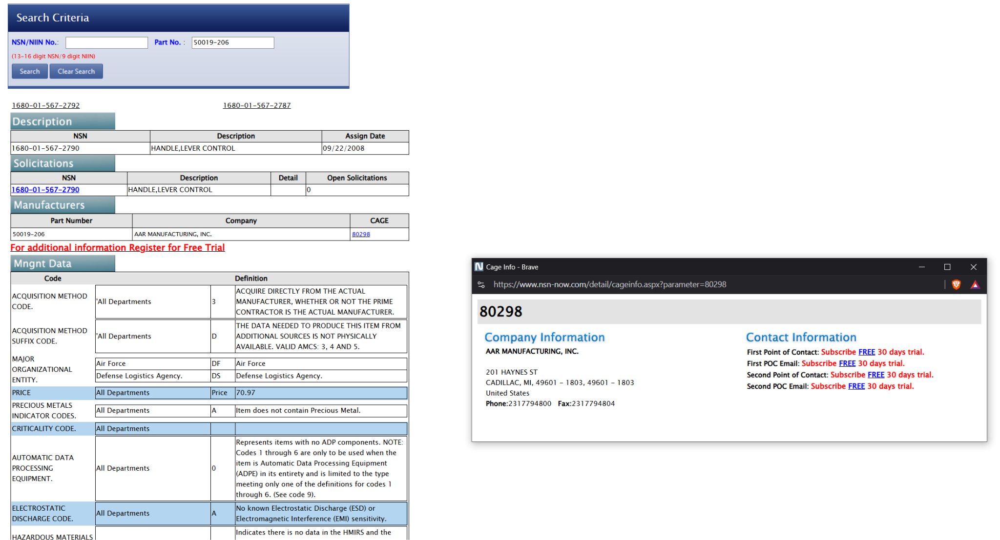 Search Criteria
NSN/NIIN No.: Part No. : 50019-206
(13-16 digit NSN/9 digit NIIN)
Search Clear Search
1680-01-567-2792 1680-01-567-2787
Description
NSN Description Assign Date
1680-01-567-2790 HANDLE,LEVER CONTROL 09/22/2008
Solicitations
NSN Description Detail Open Solicitations
1680-01-567-2790 HANDLE,LEVER CONTROL 0
Manufacturers
Part Number Company CAGE
50019-206 AAR MANUFACTURING, INC. 80298
For additional information Register for Free Trial
Mngnt Data
Code Definition
ACQUISITION METHOD
CODE.
'All Departments 3
ACQUIRE DIRECTLY FROM THE ACTUAL
MANUFACTURER, WHETHER OR NOT THE PRIME
CONTRACTOR IS THE ACTUAL MANUFACTURER.
ACQUISITION METHOD
SUFFIX CODE.
'All Departments D
THE DATA NEEDED TO PRODUCE THIS ITEM FROM
ADDITIONAL SOURCES IS NOT PHYSICALLY
AVAILABLE. VALID AMCS: 3, 4 AND 5.
MAJOR
ORGANIZATIONAL
ENTITY.
Air Force DF Air Force
Defense Logistics Agency. DS Defense Logistics Agency.
PRICE All Departments Price 70.97
PRECIOUS METALS
INDICATOR CODES.
All Departments A Item does not contain Precious Metal.
CRITICALITY CODE. All Departments
AUTOMATIC DATA
PROCESSING
EQUIPMENT.
All Departments 0
Represents items with no ADP components. NOTE:
Codes 1 through 6 are only to be used when the
item is Automatic Data Processing Equipment
(ADPE) in its entirety and is limited to the type
meeting only one of the definitions for codes 1
through 6. (See code 9).
ELECTROSTATIC
DISCHARGE CODE.
All Departments A
No known Electrostatic Discharge (ESD) or
Electromagnetic Interference (EMI) sensitivity.
HAZARDOUS MATERIALS
Indicates there is no data in the HMIRS and the
N Cage Info - Brave
https://www.nsn-now.com/detail/cageinfo.aspx?parameter=80298
80298
Company Information
AAR MANUFACTURING, INC.
201 HAYNES ST
CADILLAC, MI, 49601 - 1803, 49601 - 1803
United States
Phone:2317794800 Fax:2317794804
Contact Information
First Point of Contact: Subscribe FREE 30 days trial.
First POC Email: Subscribe FREE 30 days trial.
Second Point of Contact: Subscribe FREE 30 days trial.
Second POC Email: Subscribe FREE 30 days trial.